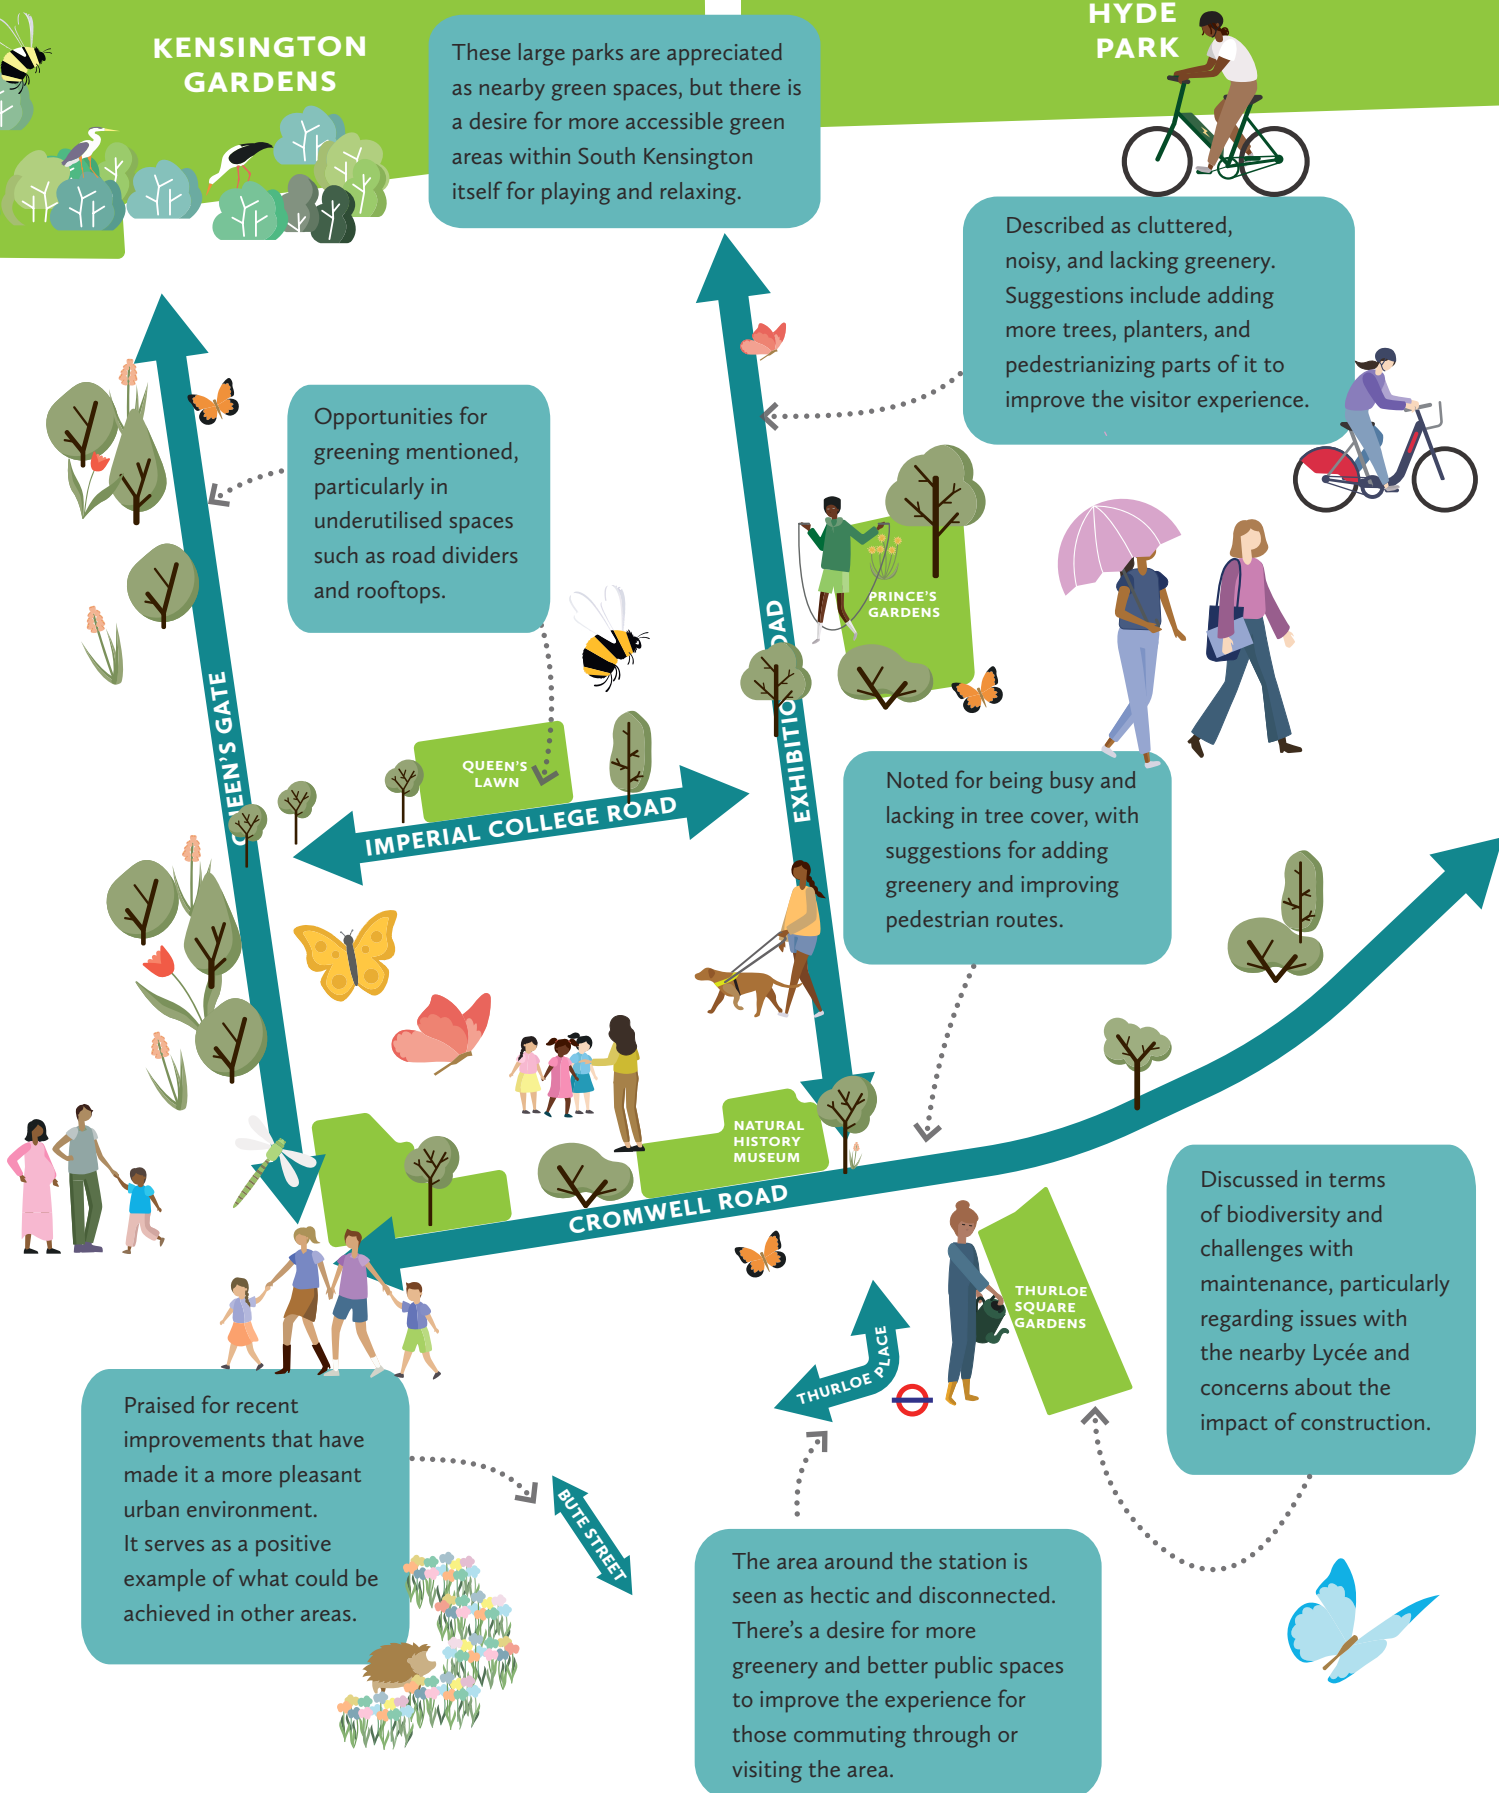 KENSINGTON
GARDENS
These large parks are appreciated
as nearby green spaces, but there is
a desire for more accessible green
areas within South Kensington
itself for playing and relaxing.
HYDE
PARK
Described as cluttered,
noisy, and lacking greenery.
Suggestions include adding
more trees, planters, and
pedestrianizing parts of it to
improve the visitor experience.
Opportunities for
greening mentioned,
particularly in
underutilised spaces
such as road dividers
and rooftops.
PRINCE'S
GARDENS
QUEEN'S GATE
QUEEN'S
LAWN
IMPERIAL COLLEGE ROAD
EXHIBITION ROAD
Noted for being busy and
lacking in tree cover, with
suggestions for adding
greenery and improving
pedestrian routes.
NATURAL
HISTORY
MUSEUM
CROMWELL ROAD
Discussed in terms
of biodiversity and
challenges with
maintenance, particularly
regarding issues with
the nearby Lycée and
concerns about the
impact of construction.
THURLOE
SQUARE
GARDENS
THURLOE PLACE
Praised for recent
improvements that have
made it a more pleasant
urban environment.
It serves as a positive
example of what could be
achieved in other areas.
BUTE STREET
The area around the station is
seen as hectic and disconnected.
There's a desire for more
greenery and better public spaces
to improve the experience for
those commuting through or
visiting the area.